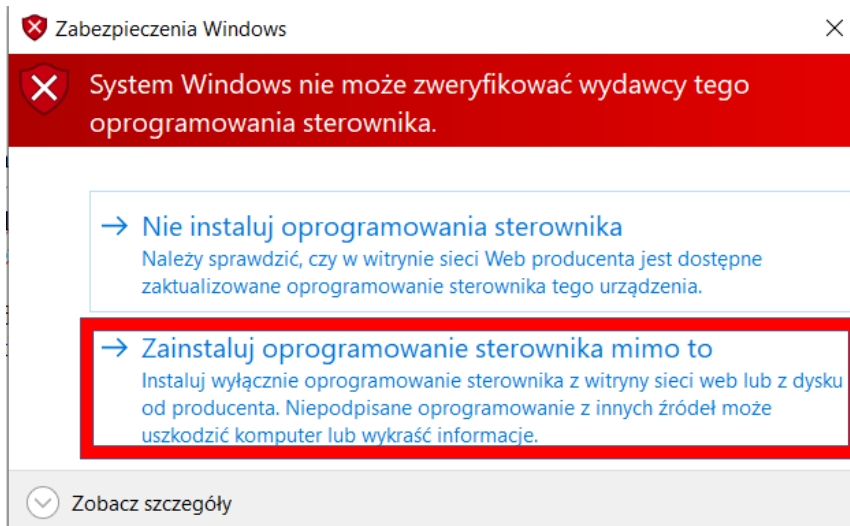 Zabezpieczenia Windows
System Windows nie może zweryfikować wydawcy tego
oprogramowania sterownika.
Nie instaluj oprogramowania sterownika
Należy sprawdzić, czy w witrynie sieci Web producenta jest dostępne
zaktualizowane oprogramowanie sterownika tego urządzenia.
Zainstaluj oprogramowanie sterownika mimo to
Instaluj wyłącznie oprogramowanie sterownika z witryny sieci web lub z dysku
od producenta. Niepodpisane oprogramowanie z innych źródeł może
uszkodzić komputer lub wykraść informacje.
Zobacz szczegóły